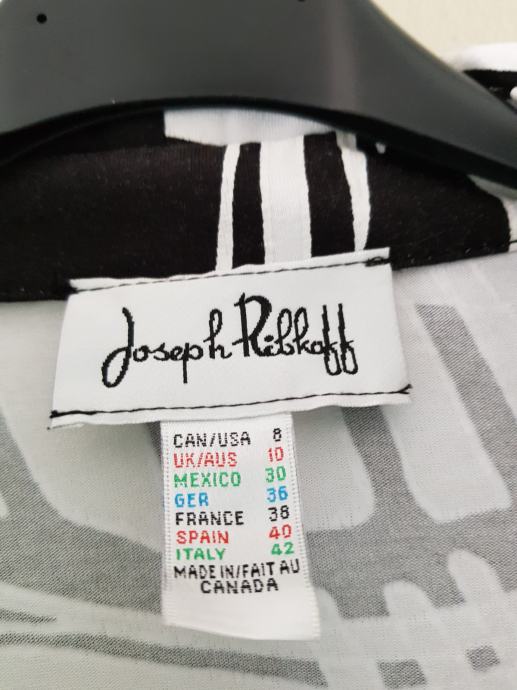 Joseph Ribkoff
CAN/USA 8
UK/AUS 10
MEXICO 30
GER 36
FRANCE 38
SPAIN 40
ITALY 42
MADE IN/FAIT AU
CANADA